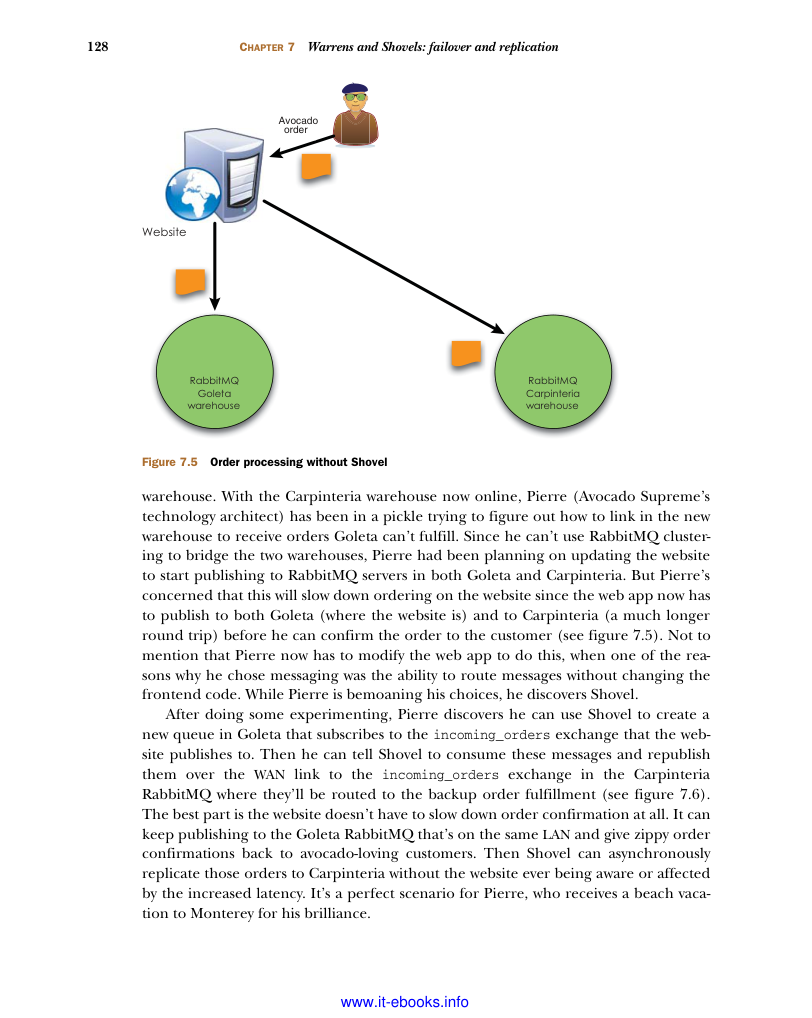 128
CHAPTER 7 Warrens and Shovels: failover and replication
Avocado
order
Website
RabbitMQ
Goleta
warehouse
RabbitMQ
Carpinteria
warehouse
Figure 7.5 Order processing without Shovel
warehouse. With the Carpinteria warehouse now online, Pierre (Avocado Supreme's
technology architect) has been in a pickle trying to figure out how to link in the new
warehouse to receive orders Goleta can't fulfill. Since he can't use RabbitMQ cluster-
ing to bridge the two warehouses, Pierre had been planning on updating the website
to start publishing to RabbitMQ servers in both Goleta and Carpinteria. But Pierre's
concerned that this will slow down ordering on the website since the web app now has
to publish to both Goleta (where the website is) and to Carpinteria (a much longer
round trip) before he can confirm the order to the customer (see figure 7.5). Not to
mention that Pierre now has to modify the web app to do this, when one of the rea-
sons why he chose messaging was the ability to route messages without changing the
frontend code. While Pierre is bemoaning his choices, he discovers Shovel.
After doing some experimenting, Pierre discovers he can use Shovel to create a
new queue in Goleta that subscribes to the incoming_orders exchange that the web-
site publishes to. Then he can tell Shovel to consume these messages and republish
them over the WAN link to the incoming_orders exchange in the Carpinteria
RabbitMQ where they'll be routed to the backup order fulfillment (see figure 7.6).
The best part is the website doesn't have to slow down order confirmation at all. It can
keep publishing to the Goleta RabbitMQ that's on the same LAN and give zippy order
confirmations back to avocado-loving customers. Then Shovel can asynchronously
replicate those orders to Carpinteria without the website ever being aware or affected
by the increased latency. It's a perfect scenario for Pierre, who receives a beach vaca-
tion to Monterey for his brilliance.
www.it-ebooks.info